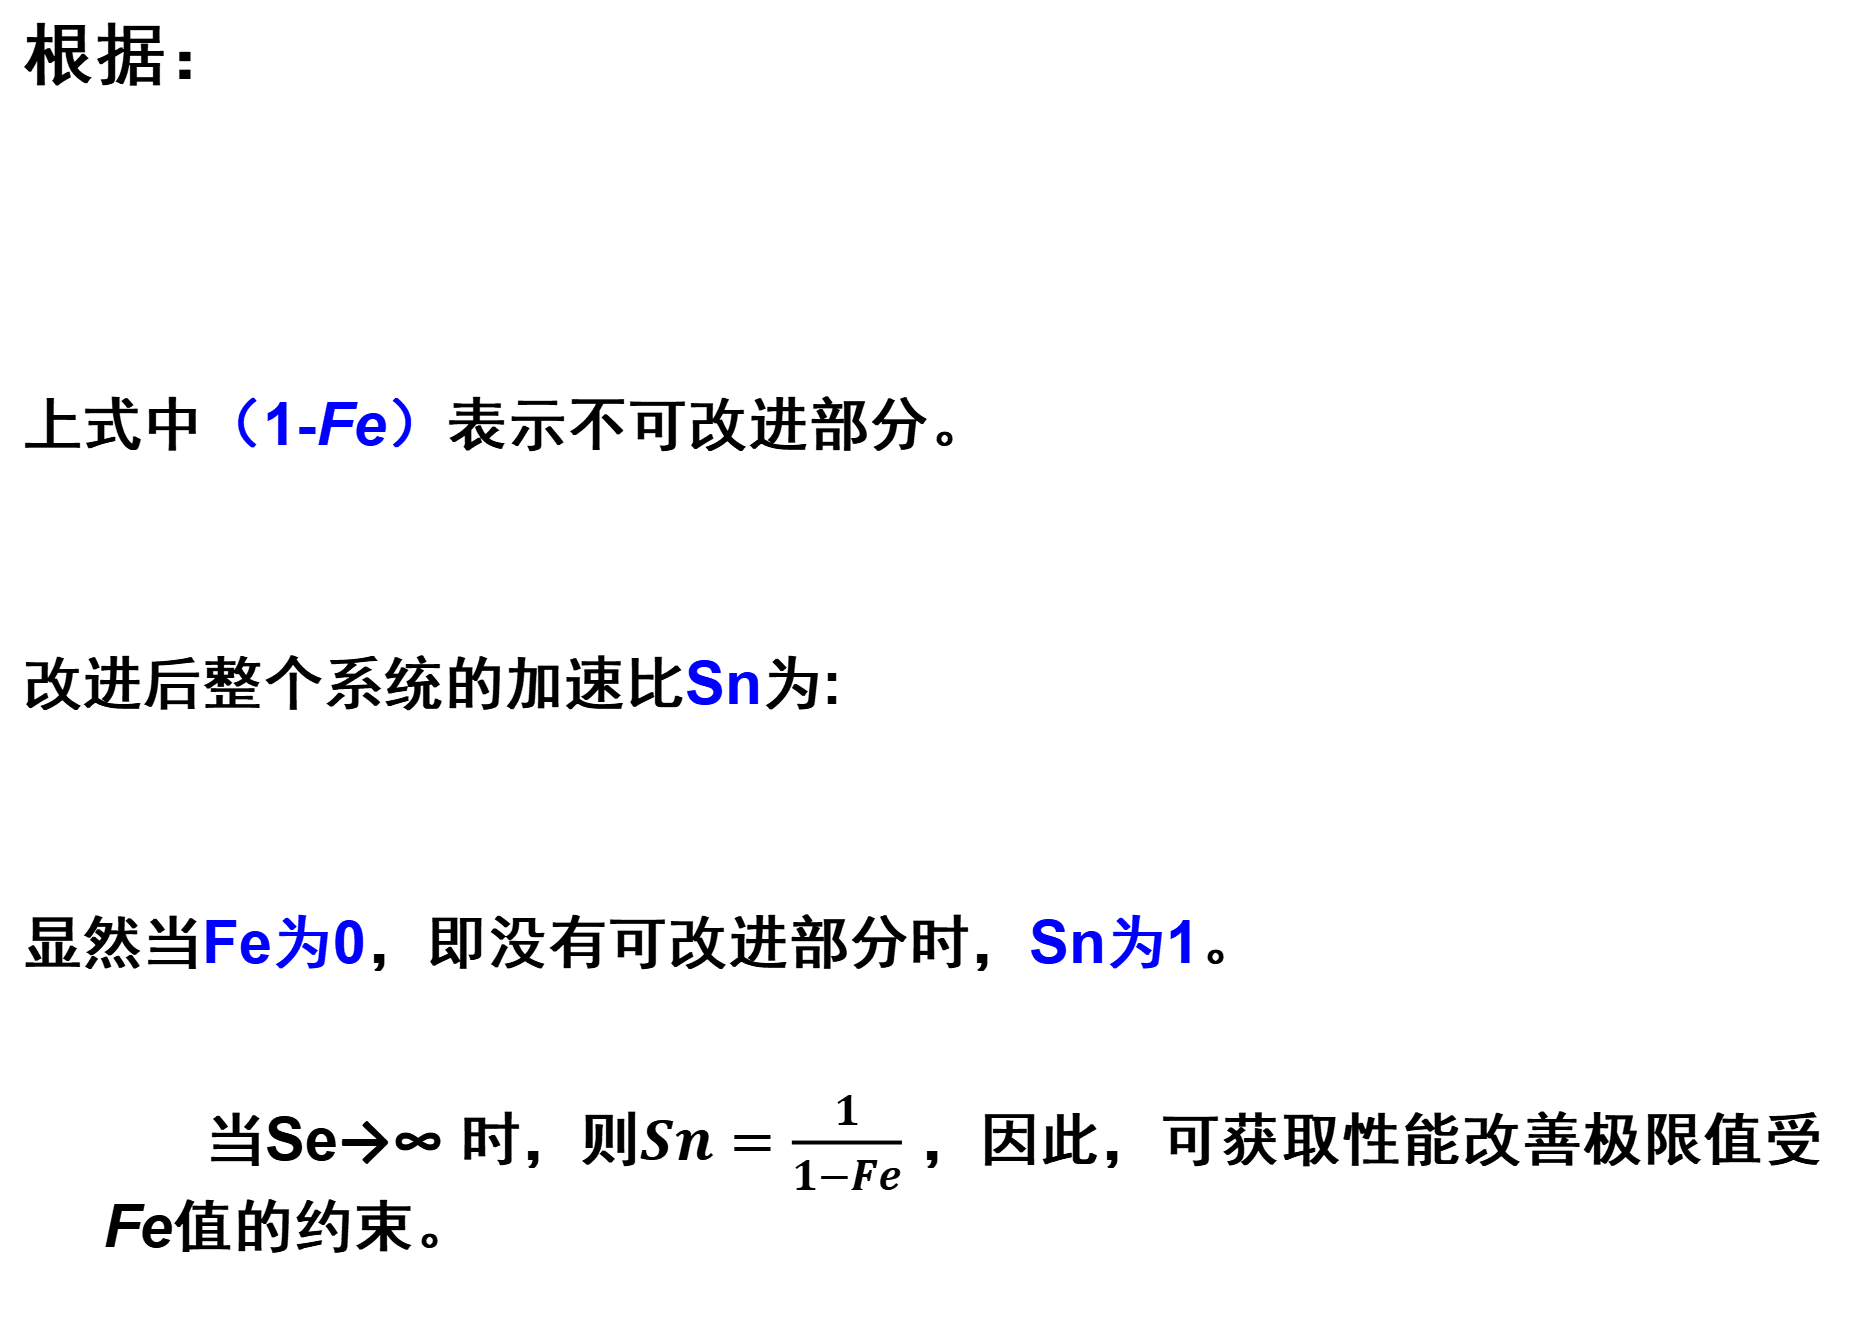 根据：
上式中（1-Fe）表示不可改进部分。
改进后整个系统的加速比Sn为:
显然当Fe为0，即没有可改进部分时，Sn为1。
当Se→∞ 时，则Sn = 1/(1−Fe) ，因此，可获取性能改善极限值受
Fe值的约束。